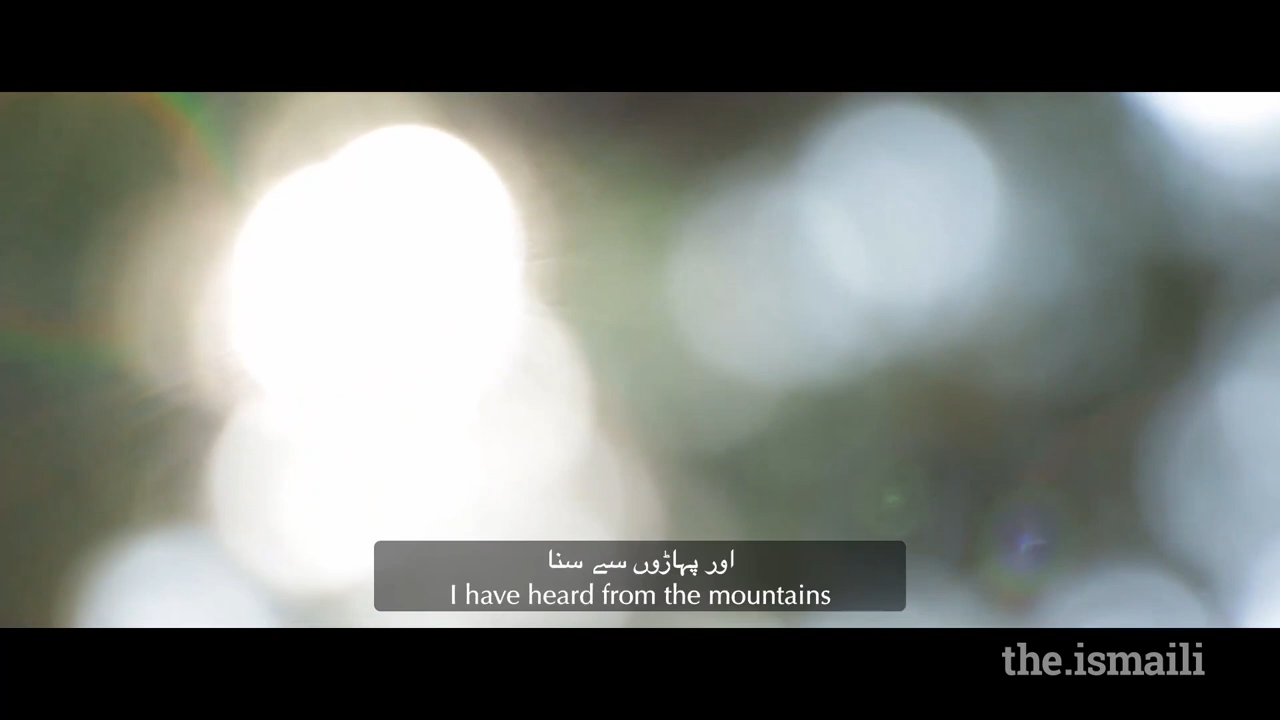 اور پہاڑوں سے سنا
I have heard from the mountains
the.ismaili